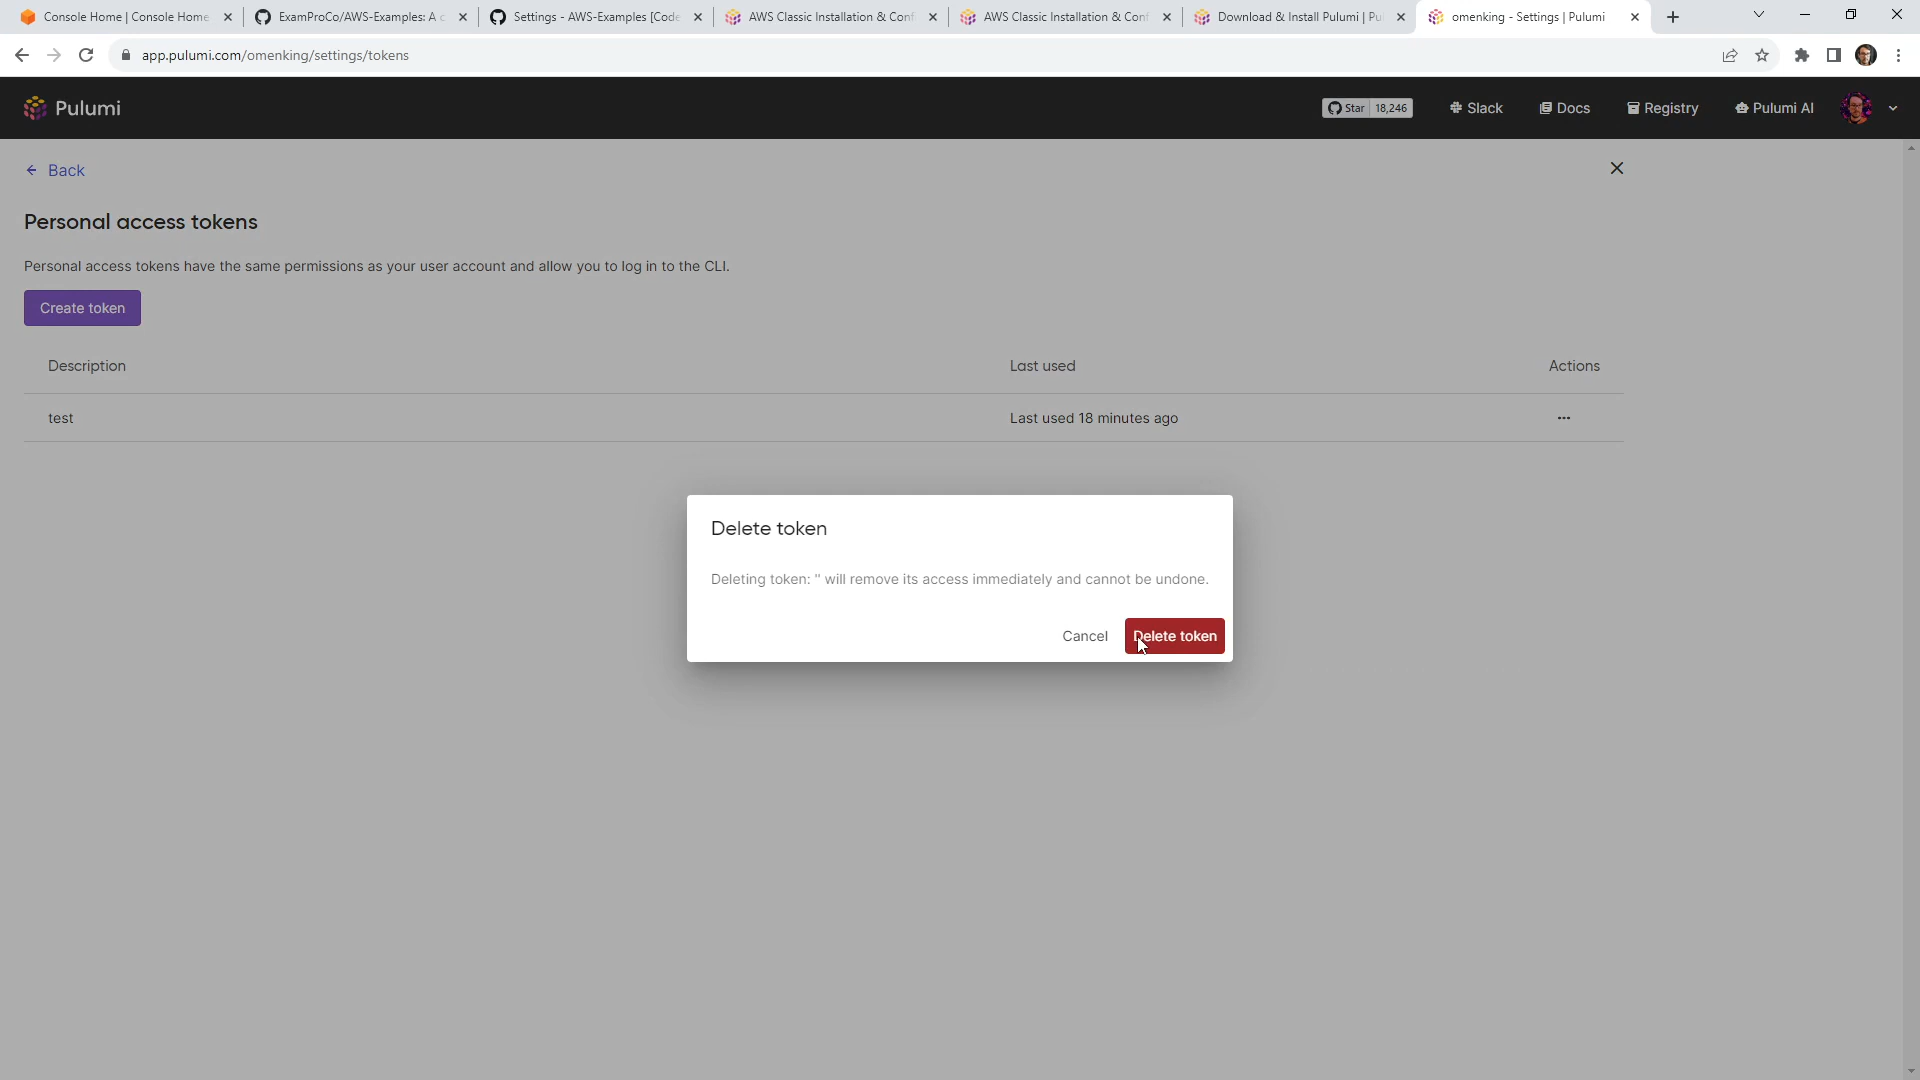 Console Home | Console Home
ExamProCo/AWS-Examples: A c
Settings - AWS-Examples [Code
AWS Classic Installation & Conf
AWS Classic Installation & Conf
Download & Install Pulumi | Pu
omenking - Settings | Pulumi
app.pulumi.com/omenking/settings/tokens
Pulumi
Star 18,246
Slack
Docs
Registry
Pulumi AI
Back
Personal access tokens
Personal access tokens have the same permissions as your user account and allow you to log in to the CLI.
Create token
Description Last used Actions
test Last used 18 minutes ago
Delete token
Deleting token: '' will remove its access immediately and cannot be undone.
Cancel Delete token